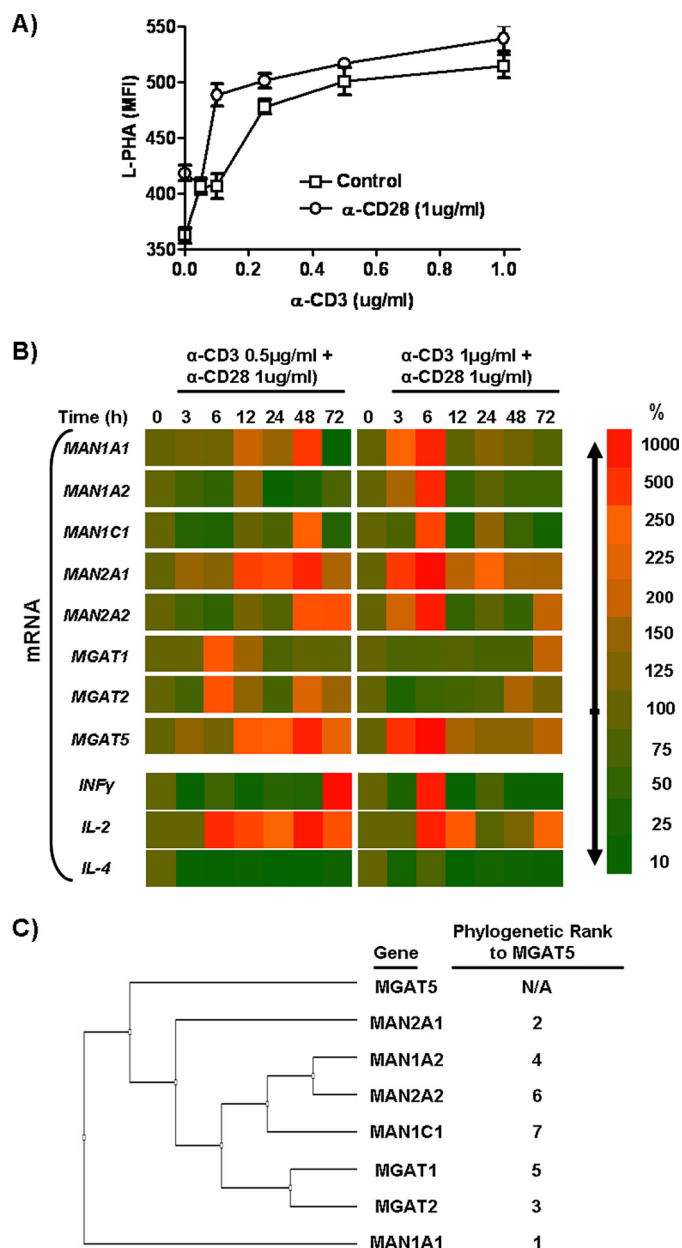 A)
L-PHA (MFI)
550
500
450
400
350
Control
α-CD28 (1ug/ml)
0.0 0.2 0.4 0.6 0.8 1.0
α-CD3 (ug/ml)
B)
α-CD3 0.5µg/ml +
α-CD28 1ug/ml)
α-CD3 1µg/ml +
α-CD28 1ug/ml)
Time (h) 0 3 6 12 24 48 72 0 3 6 12 24 48 72
%
mRNA
MAN1A1
MAN1A2
MAN1C1
MAN2A1
MAN2A2
MGAT1
MGAT2
MGAT5
INFγ
IL-2
IL-4
1000
500
250
225
200
150
125
100
75
50
25
10
C)
Gene
Phylogenetic Rank
to MGAT5
MGAT5 N/A
MAN2A1 2
MAN1A2 4
MAN2A2 6
MAN1C1 7
MGAT1 5
MGAT2 3
MAN1A1 1